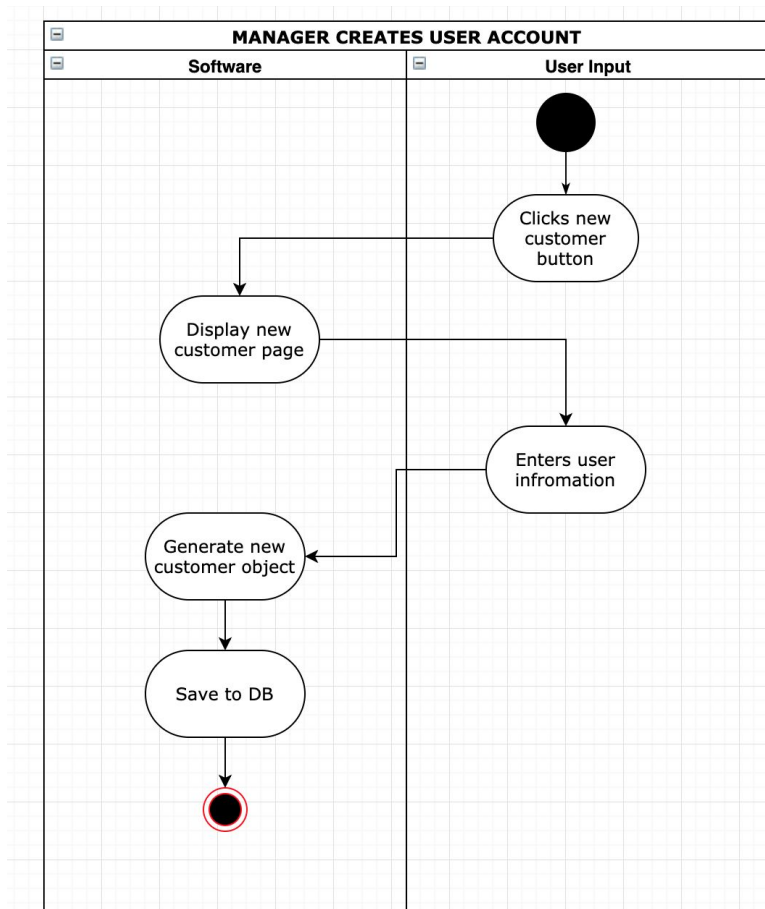 MANAGER CREATES USER ACCOUNT
Software
User Input
Clicks new
customer
button
Display new
customer page
Enters user
infromation
Generate new
customer object
Save to DB